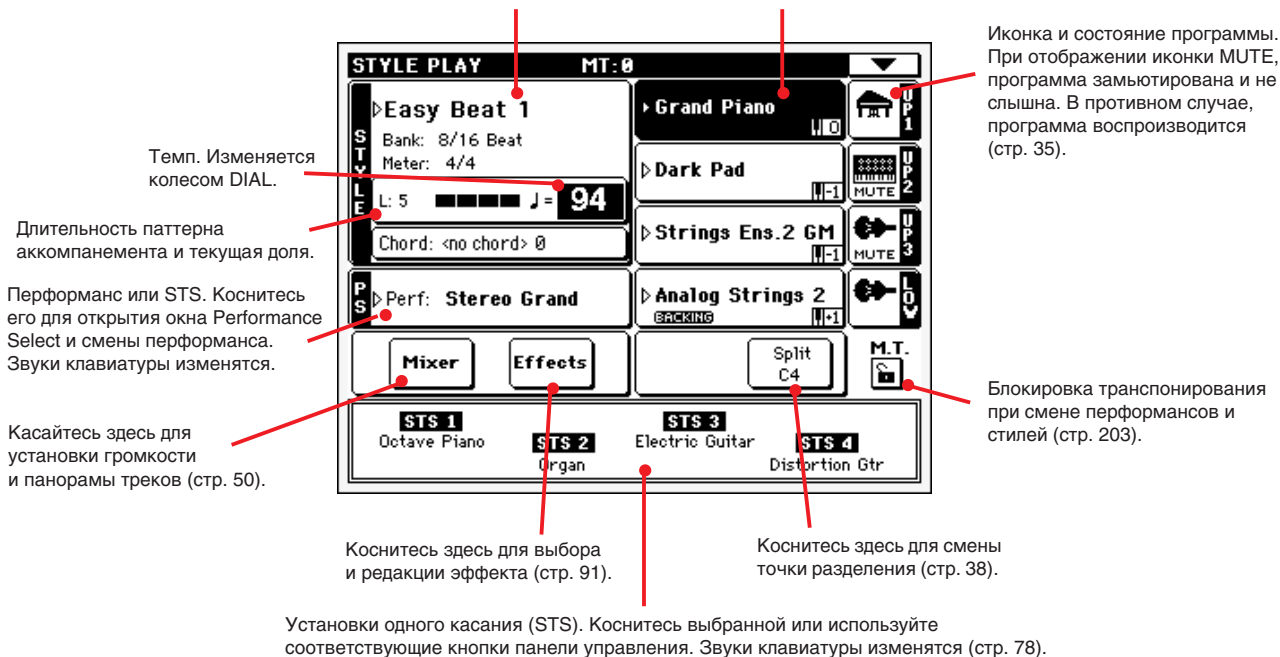 Иконка и состояние программы.
При отображении иконки MUTE,
программа замьютирована и не
слышна. В противном случае,
программа воспроизводится
(стр. 35).
Темп. Изменяется
колесом DIAL.
Длительность паттерна
аккомпанемента и текущая доля.
Перформанс или STS. Коснитесь
его для открытия окна Performance
Select и смены перформанса.
Звуки клавиатуры изменятся.
Касайтесь здесь для
установки громкости
и панорамы треков (стр. 50).
STYLE PLAY MT:0
STYLE
Easy Beat 1
Bank: 8/16 Beat
Meter: 4/4
L: 5 ♩= 94
Chord: <no chord> 0
PS
Perf: Stereo Grand
Mixer Effects
Grand Piano
0
UP1
Dark Pad
-1
MUTE
UP2
Strings Ens.2 GM
-1
MUTE
UP3
Analog Strings 2
BACKING +1
LOW
Split
C4
M.T.
STS 1
Octave Piano
STS 2
Organ
STS 3
Electric Guitar
STS 4
Distortion Gtr
Блокировка транспонирования
при смене перформансов и
стилей (стр. 203).
Коснитесь здесь для выбора
и редакции эффекта (стр. 91).
Коснитесь здесь для смены
точки разделения (стр. 38).
Установки одного касания (STS). Коснитесь выбранной или используйте
соответствующие кнопки панели управления. Звуки клавиатуры изменятся (стр. 78).